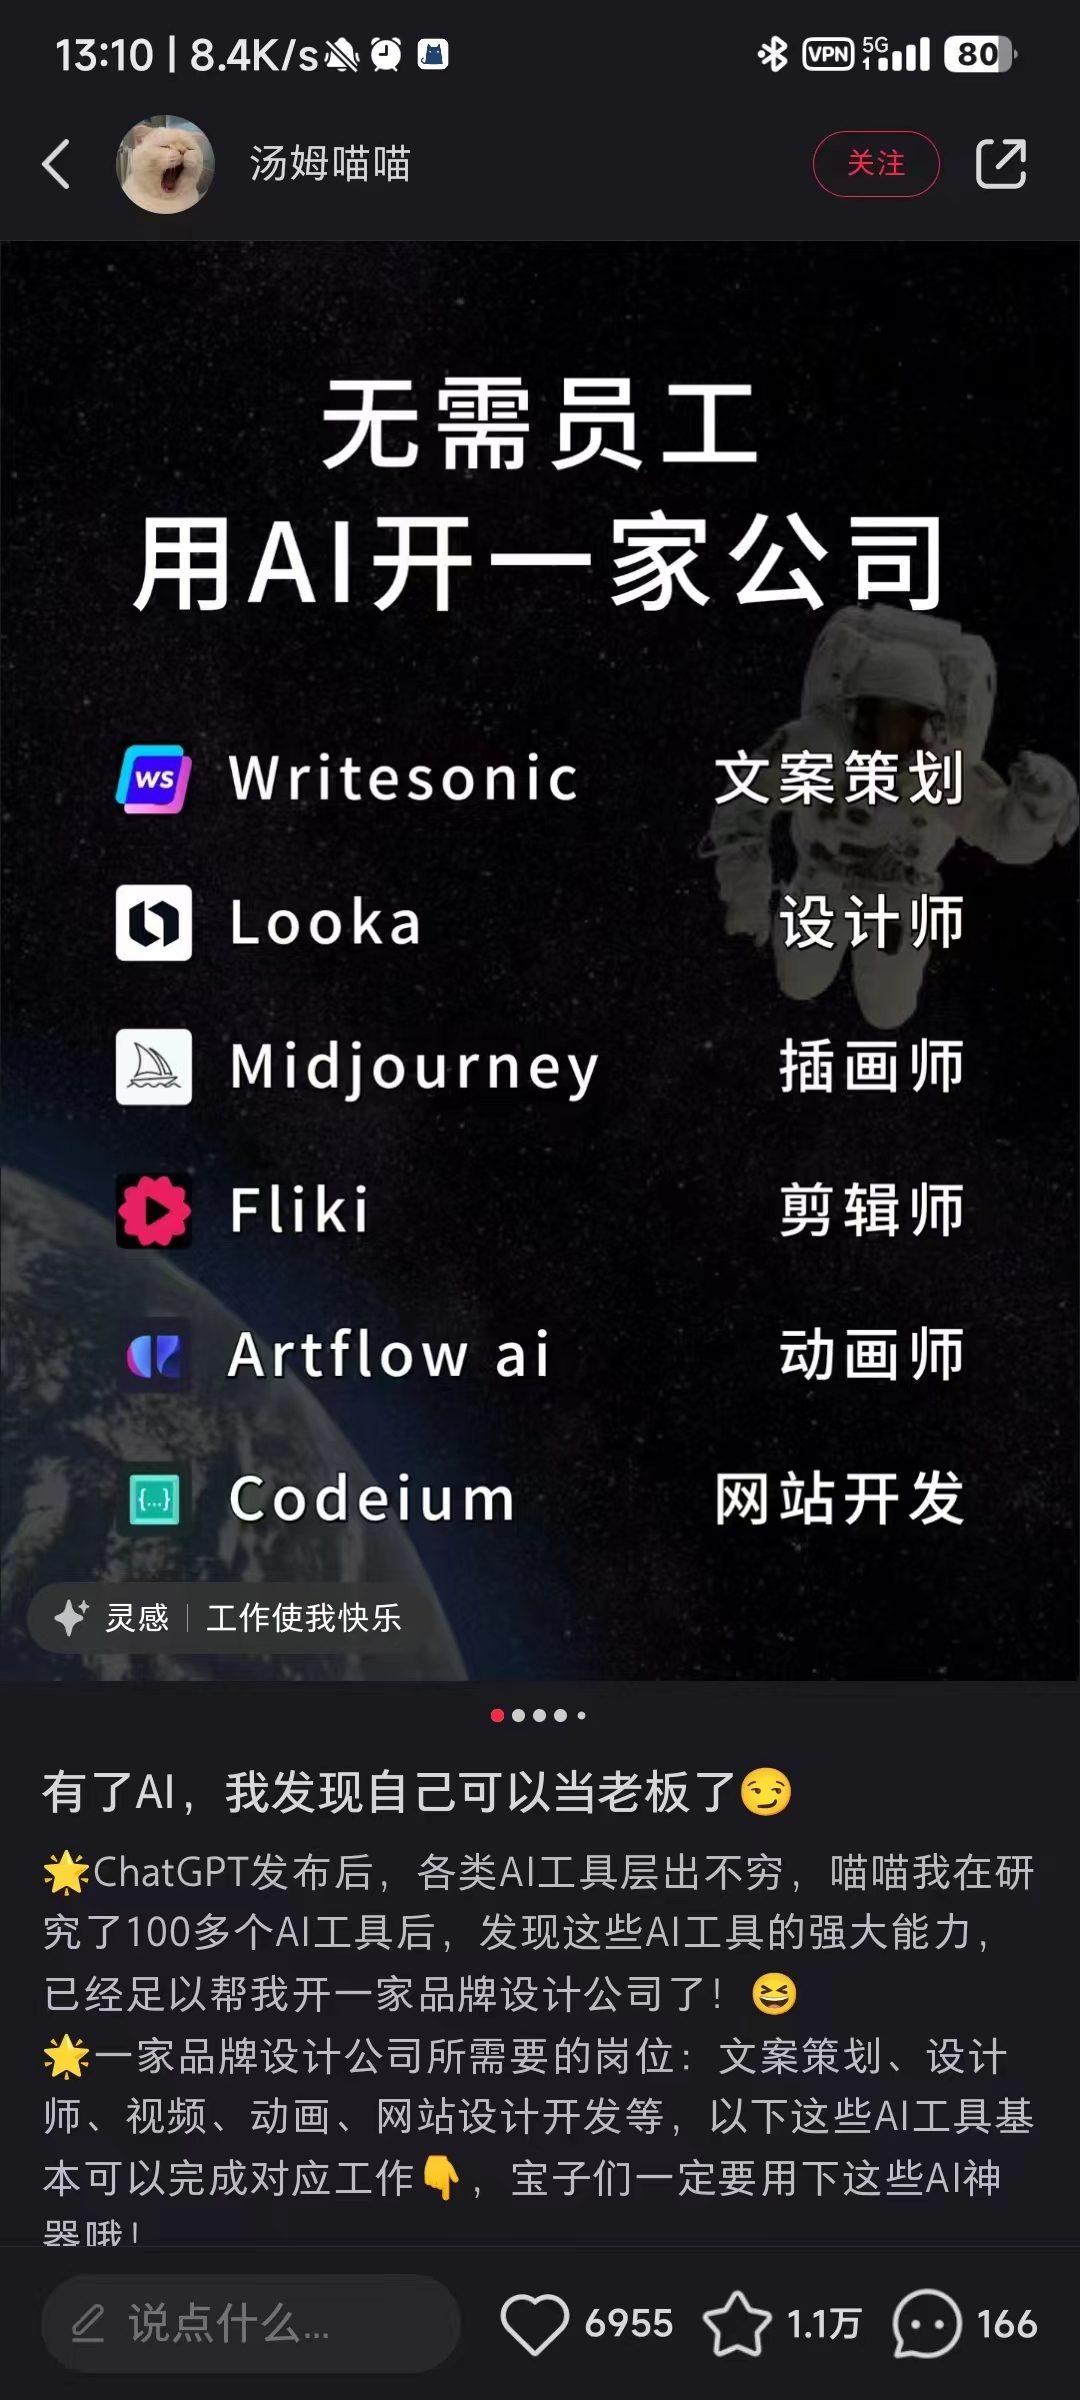 13:10 | 8.4K/s VPN 5G 1 80
汤姆喵喵 关注
无需员工
用AI开一家公司
WS Writesonic 文案策划
Looka 设计师
Midjourney 插画师
Fliki 剪辑师
Artflow ai 动画师
{...} Codeium 网站开发
灵感 | 工作使我快乐
有了AI，我发现自己可以当老板了😏
🌟ChatGPT发布后，各类AI工具层出不穷，喵喵我在研
究了100多个AI工具后，发现这些AI工具的强大能力，
已经足以帮我开一家品牌设计公司了！😆
🌟一家品牌设计公司所需要的岗位：文案策划、设计
师、视频、动画、网站设计开发等，以下这些AI工具基
本可以完成对应工作👇，宝子们一定要用下这些AI神
器哦！
说点什么... 6955 1.1万 166